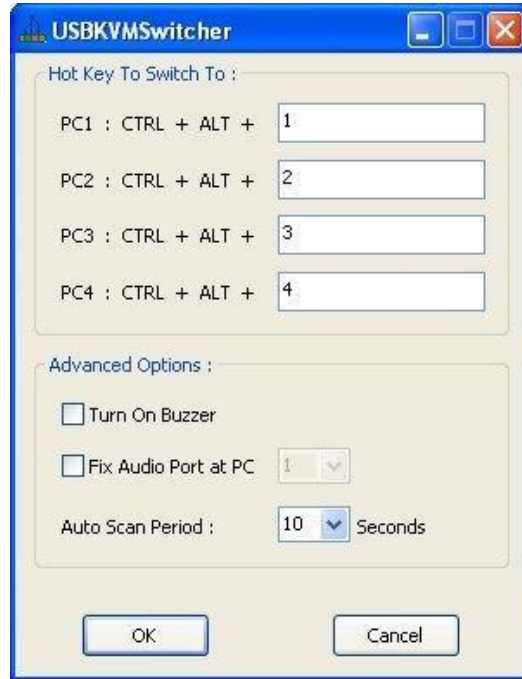 USBKVMSwitcher
Hot Key To Switch To :
PC1 : CTRL + ALT + 1
PC2 : CTRL + ALT + 2
PC3 : CTRL + ALT + 3
PC4 : CTRL + ALT + 4
Advanced Options :
Turn On Buzzer
Fix Audio Port at PC 1
Auto Scan Period : 10 Seconds
OK Cancel